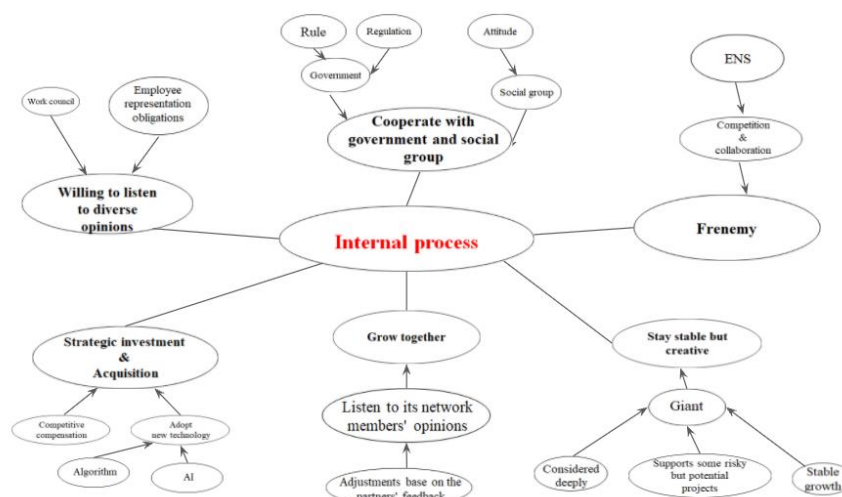 Rule
Regulation
Attitude
ENS
Government
Social group
Work council
Employee
representation
obligations
Cooperate with
government and social
group
Competition
&
collaboration
Willing to listen
to diverse
opinions
Frenemy
Internal process
Strategic investment
&
Acquisition
Grow together
Stay stable but
creative
Competitive
compensation
Adopt
new technology
Listen to its network
members' opinions
Giant
Algorithm
AI
Adjustments base on the
partners' feedback
Considered
deeply
Supports some risky
but potential
projects
Stable
growth